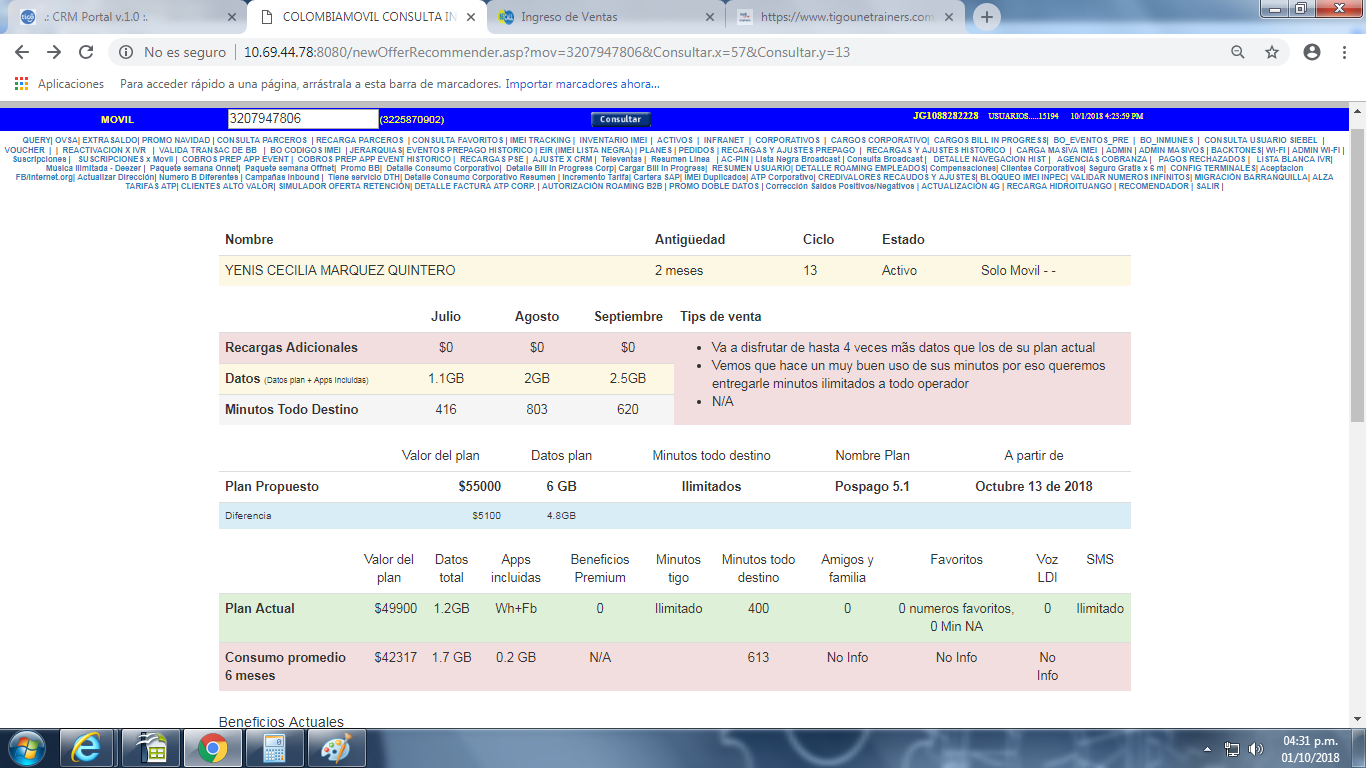 .: CRM Portal v.1.0 :.
COLOMBIAMOVIL CONSULTA IN
Ingreso de Ventas
https://www.tigounetrainers.com
No es seguro | 10.69.44.78:8080/newOfferRecommender.asp?mov=3207947806&Consultar.x=57&Consultar.y=13
Aplicaciones Para acceder rápido a una página, arrástrala a esta barra de marcadores. Importar marcadores ahora...
MOVIL 3207947806 (3225870902) Consultar JG1088282228 USUARIOS.....15194 10/1/2018 4:23:59 PM
QUERY| OVSA| EXTRASALDO| PROMO NAVIDAD | CONSULTA PARCEROS | RECARGA PARCEROS | CONSULTA FAVORITOS | IMEI TRACKING | INVENTARIO IMEI | ACTIVOS | INFRANET | CORPORATIVOS | CARGOS CORPORATIVO| CARGOS BILL IN PROGRESS| BO_EVENTOS_PRE | BO_INMUNES | CONSULTA USUARIO SIEBEL |
VOUCHER | | REACTIVACION X IVR | VALIDA TRANSAC DE BB | BO CODIGOS IMEI | JERARQUIAS| EVENTOS PREPAGO HISTORICO | EIR (IMEI LISTA NEGRA) | PLANES | PEDIDOS | RECARGAS Y AJUSTES PREPAGO | RECARGAS Y AJUSTES HISTORICO | CARGA MASIVA IMEI | ADMIN | ADMIN MASIVOS | BACKTONES| WI-FI | ADMIN WI-FI |
Suscripciones | SUSCRIPCIONES x Movil | COBROS PREP APP EVENT | COBROS PREP APP EVENT HISTORICO | RECARGAS PSE | AJUSTE X CRM | Televentas | Resumen Linea | AC-PIN | Lista Negra Broadcast | Consulta Broadcast | DETALLE NAVEGACION HIST | AGENCIAS COBRANZA | PAGOS RECHAZADOS | LISTA BLANCA IVR|
Música Ilimitada - Deezer | Paquete semana Onnet| Paquete semana Offnet| Promo BB| Detalle Consumo Corporativo| Detalle Bill in Progress Corp| Cargar Bill in Progress| RESUMEN USUARIO| DETALLE ROAMING EMPLEADOS| Compensaciones| Clientes Corporativos| Seguro Gratis x 6 m| CONFIG TERMINALES| Aceptacion
FB/Internet.org| Actualizar Dirección| Numero B Diferentes | Campañas Inbound | Tiene servicio DTH| Detalle Consumo Corporativo Resumen | Incremento Tarifa| Cartera SAP| IMEI Duplicados| ATP Corporativo| CREDIVALORES RECAUDOS Y AJUSTES| BLOQUEO IMEI INPEC| VALIDAR NUMEROS INFINITOS| MIGRACIÓN BARRANQUILLA| ALZA
TARIFAS ATP| CLIENTES ALTO VALOR| SIMULADOR OFERTA RETENCIÓN| DETALLE FACTURA ATP CORP. | AUTORIZACIÓN ROAMING B2B | PROMO DOBLE DATOS | Corrección Saldos Positivos/Negativos | ACTUALIZACIÓN 4G | RECARGA HIDROITUANGO | RECOMENDADOR | SALIR |
Nombre Antigüedad Ciclo Estado
YENIS CECILIA MARQUEZ QUINTERO 2 meses 13 Activo Solo Movil - -
Julio Agosto Septiembre Tips de venta
Recargas Adicionales $0 $0 $0
Datos (Datos plan + Apps Incluidas) 1.1GB 2GB 2.5GB
Minutos Todo Destino 416 803 620
Va a disfrutar de hasta 4 veces mãs datos que los de su plan actual
Vemos que hace un muy buen uso de sus minutos por eso queremos
entregarle minutos ilimitados a todo operador
N/A
Valor del plan Datos plan Minutos todo destino Nombre Plan A partir de
Plan Propuesto $55000 6 GB Ilimitados Pospago 5.1 Octubre 13 de 2018
Diferencia $5100 4.8GB
Valor del plan Datos total Apps incluidas Beneficios Premium Minutos tigo Minutos todo destino Amigos y familia Favoritos Voz LDI SMS
Plan Actual $49900 1.2GB Wh+Fb 0 Ilimitado 400 0 0 numeros favoritos, 0 Min NA 0 Ilimitado
Consumo promedio 6 meses $42317 1.7 GB 0.2 GB N/A 613 No Info No Info No Info
Beneficios Actuales
04:31 p.m.
01/10/2018